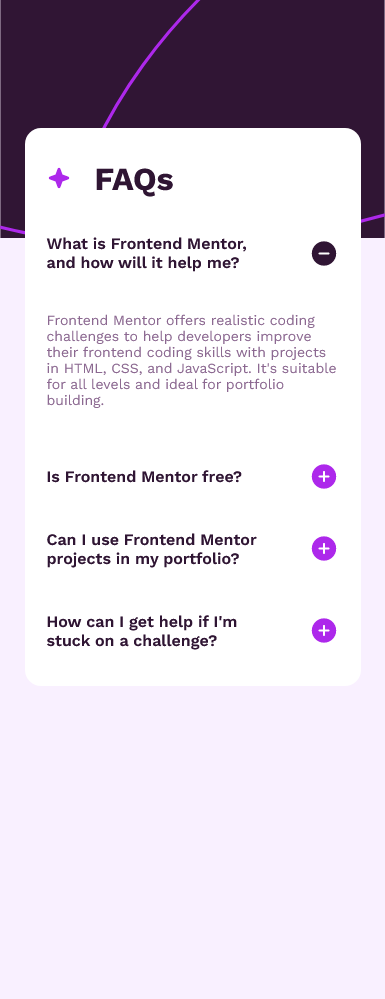 FAQs
What is Frontend Mentor,
and how will it help me?
Frontend Mentor offers realistic coding
challenges to help developers improve
their frontend coding skills with projects
in HTML, CSS, and JavaScript. It's suitable
for all levels and ideal for portfolio
building.
Is Frontend Mentor free?
Can I use Frontend Mentor
projects in my portfolio?
How can I get help if I'm
stuck on a challenge?